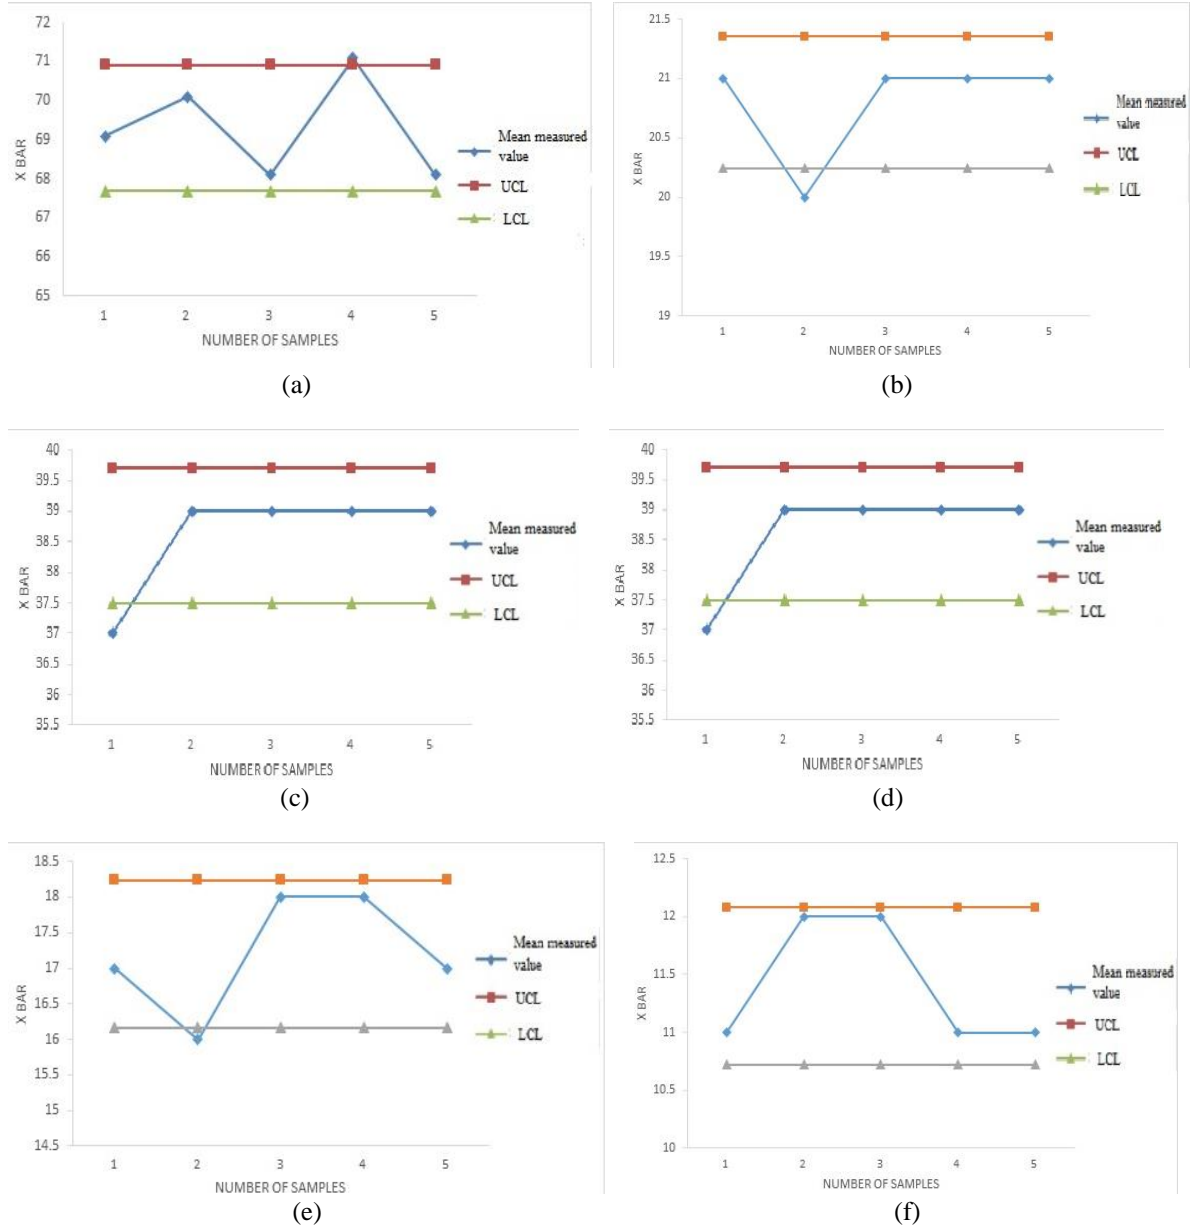 72
71
70
69
68
67
66
65
X BAR
1 2 3 4 5
NUMBER OF SAMPLES
Mean measured
value
UCL
LCL
(a)
21.5
21
20.5
20
19.5
19
X BAR
1 2 3 4 5
NUMBER OF SAMPLES
Mean measured
value
UCL
LCL
(b)
40
39.5
39
38.5
38
37.5
37
36.5
36
35.5
X BAR
1 2 3 4 5
NUMBER OF SAMPLES
Mean measured
value
UCL
LCL
(c)
40
39.5
39
38.5
38
37.5
37
36.5
36
35.5
X BAR
1 2 3 4 5
NUMBER OF SAMPLES
Mean measured
value
UCL
LCL
(d)
18.5
18
17.5
17
16.5
16
15.5
15
14.5
X BAR
1 2 3 4 5
NUMBER OF SAMPLES
Mean measured
value
UCL
LCL
(e)
12.5
12
11.5
11
10.5
10
X BAR
1 2 3 4 5
NUMBER OF SAMPLES
Mean measured
value
UCL
LCL
(f)